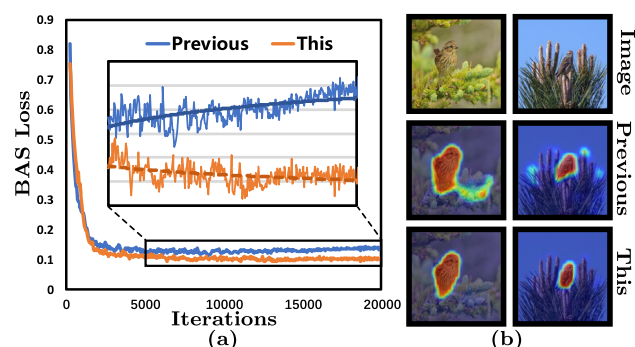 0.9
0.8
0.7
0.6
0.5
0.4
0.3
0.2
0.1
0
BAS Loss
Previous This
0 5000 10000 15000 20000
Iterations
(a)
Image
Previous
This
(b)